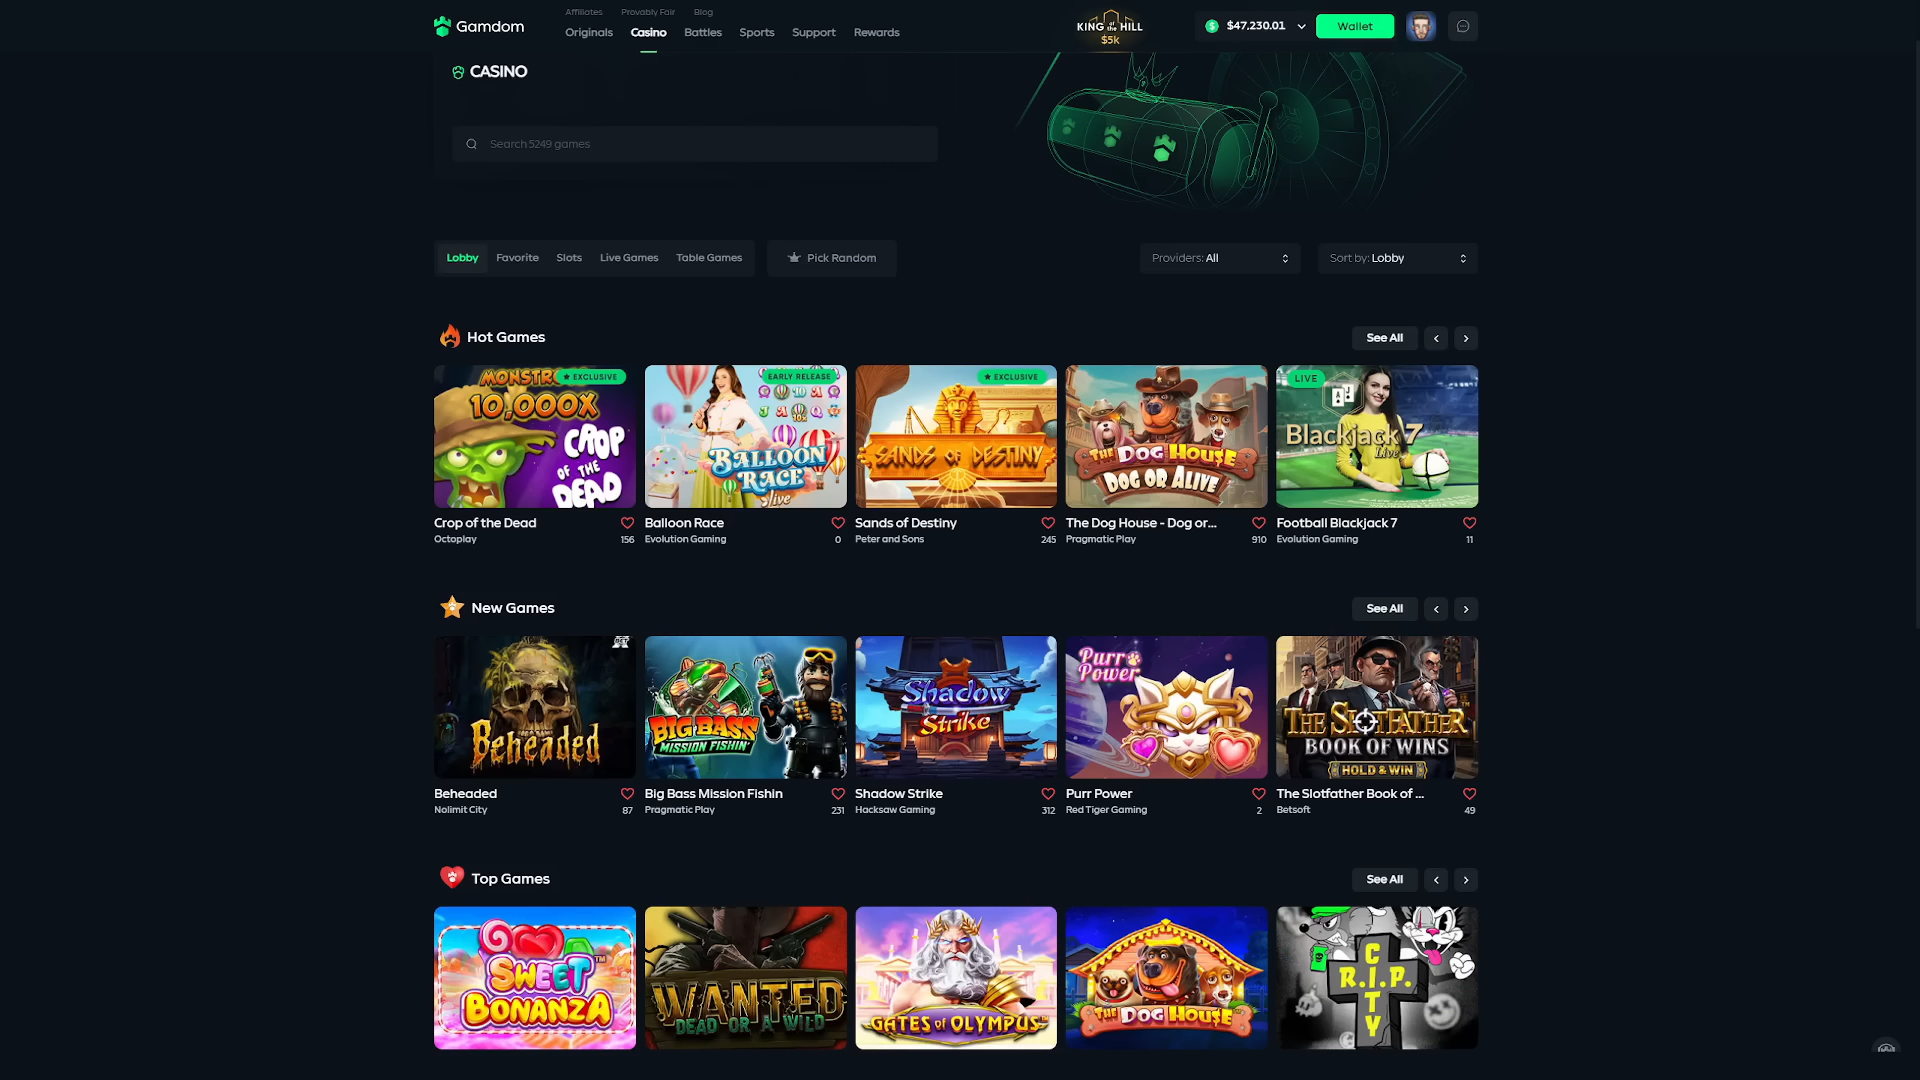 Affiliates Provably Fair Blog
Gamdom
Originals Casino Battles Sports Support Rewards
KING of the HILL
$5k
$47,230.01
Wallet
CASINO
Search 5249 games
Lobby Favorite Slots Live Games Table Games
Pick Random
Providers: All
Sort by: Lobby
Hot Games
See All
EXCLUSIVE
10,000X
CROP
OF THE
DEAD
EARLY RELEASE
BALLOON
RACE
live
EXCLUSIVE
SANDS OF DESTINY
THE DOG HOUSE
DOG OR ALIVE
LIVE
Blackjack 7
Live
Crop of the Dead
Octoplay
156
Balloon Race
Evolution Gaming
0
Sands of Destiny
Peter and Sons
245
The Dog House - Dog or...
Pragmatic Play
910
Football Blackjack 7
Evolution Gaming
11
New Games
See All
Beheaded
BIG BASS
MISSION FISHIN'
Shadow
Strike
Purr
Power
THE SLOTFATHER
BOOK OF WINS
HOLD & WIN
Beheaded
Nolimit City
87
Big Bass Mission Fishin
Pragmatic Play
231
Shadow Strike
Hacksaw Gaming
312
Purr Power
Red Tiger Gaming
2
The Slotfather Book of ...
Betsoft
49
Top Games
See All
SWEET
BONANZA
WANTED
DEAD OR A WILD
GATES of OLYMPUS
THE DOG HOUSE
R.I.P.
CITY